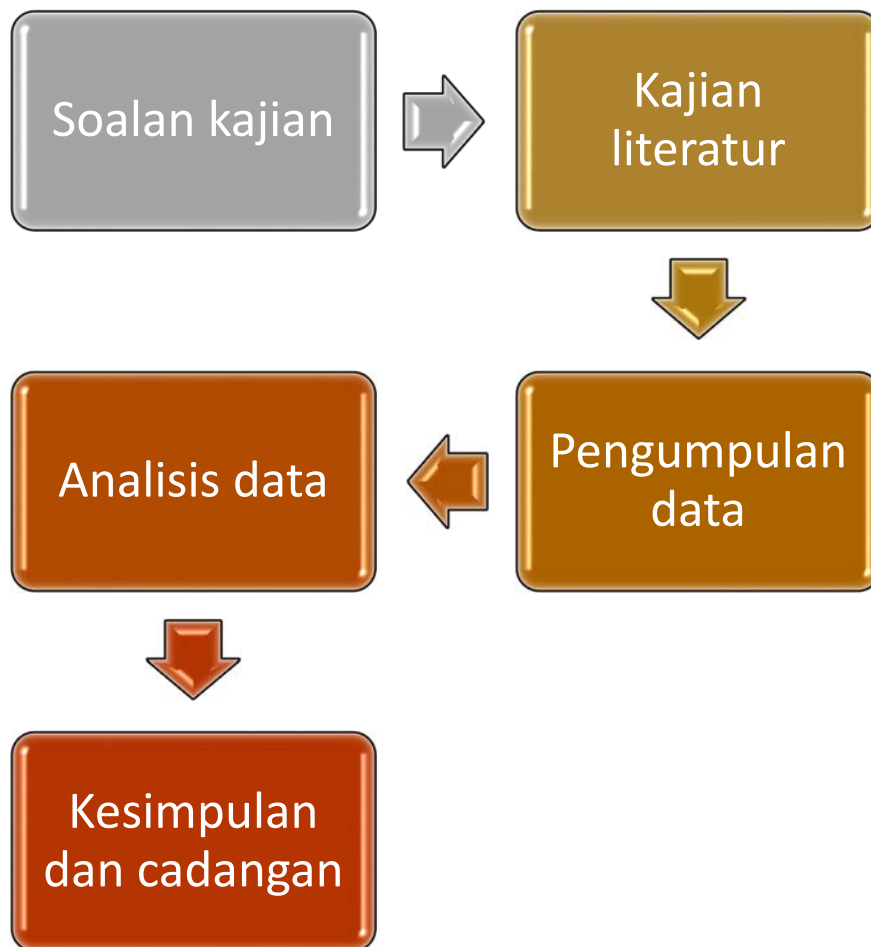 Soalan kajian
Kajian
literatur
Pengumpulan
data
Analisis data
Kesimpulan
dan cadangan